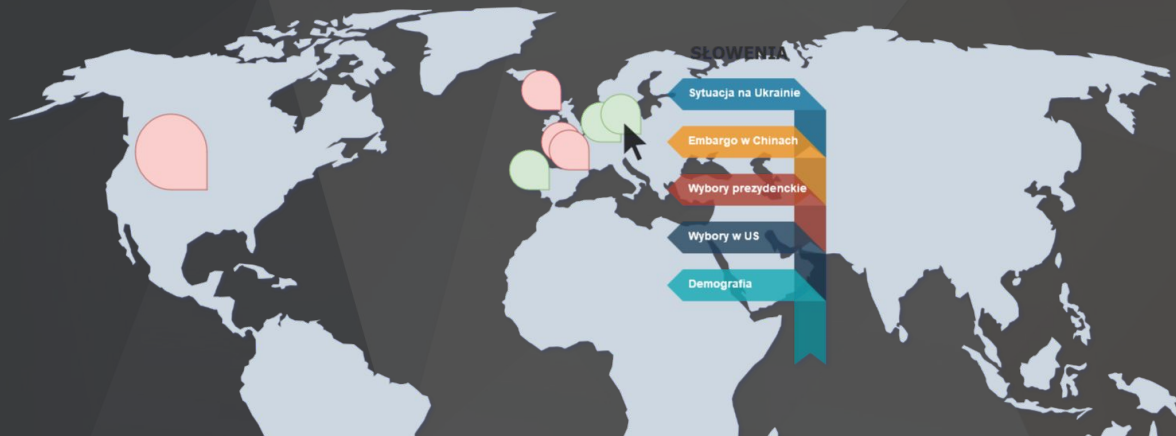 SŁOWENIA
Sytuacja na Ukrainie
Embargo w Chinach
Wybory prezydenckie
Wybory w US
Demografia